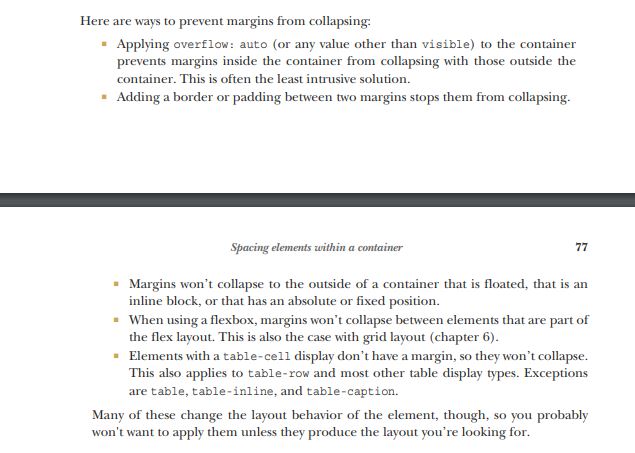 Here are ways to prevent margins from collapsing:
▪ Applying overflow: auto (or any value other than visible) to the container
prevents margins inside the container from collapsing with those outside the
container. This is often the least intrusive solution.
▪ Adding a border or padding between two margins stops them from collapsing.
Spacing elements within a container 77
▪ Margins won't collapse to the outside of a container that is floated, that is an
inline block, or that has an absolute or fixed position.
▪ When using a flexbox, margins won't collapse between elements that are part of
the flex layout. This is also the case with grid layout (chapter 6).
▪ Elements with a table-cell display don't have a margin, so they won't collapse.
This also applies to table-row and most other table display types. Exceptions
are table, table-inline, and table-caption.
Many of these change the layout behavior of the element, though, so you probably
won't want to apply them unless they produce the layout you're looking for.